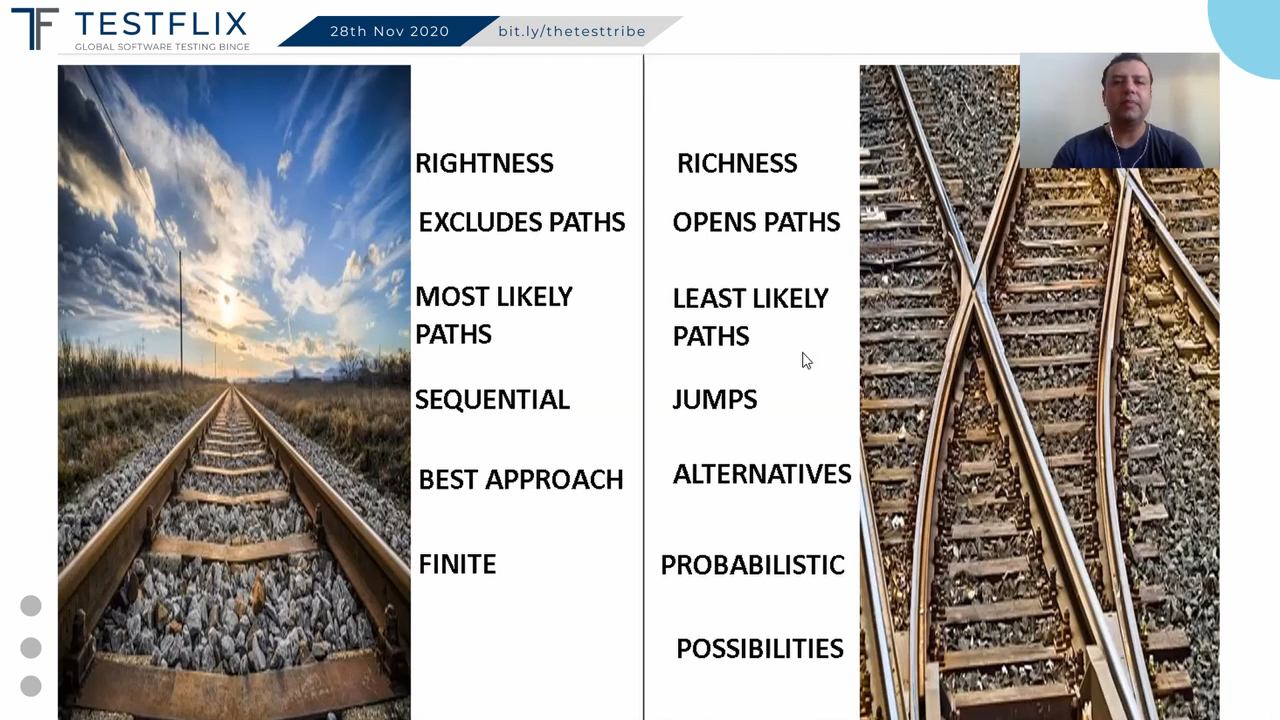 TF TESTFLIX
GLOBAL SOFTWARE TESTING BINGE
28th Nov 2020
bit.ly/thetesttribe
RIGHTNESS
EXCLUDES PATHS
MOST LIKELY
PATHS
SEQUENTIAL
BEST APPROACH
FINITE
RICHNESS
OPENS PATHS
LEAST LIKELY
PATHS
JUMPS
ALTERNATIVES
PROBABILISTIC
POSSIBILITIES